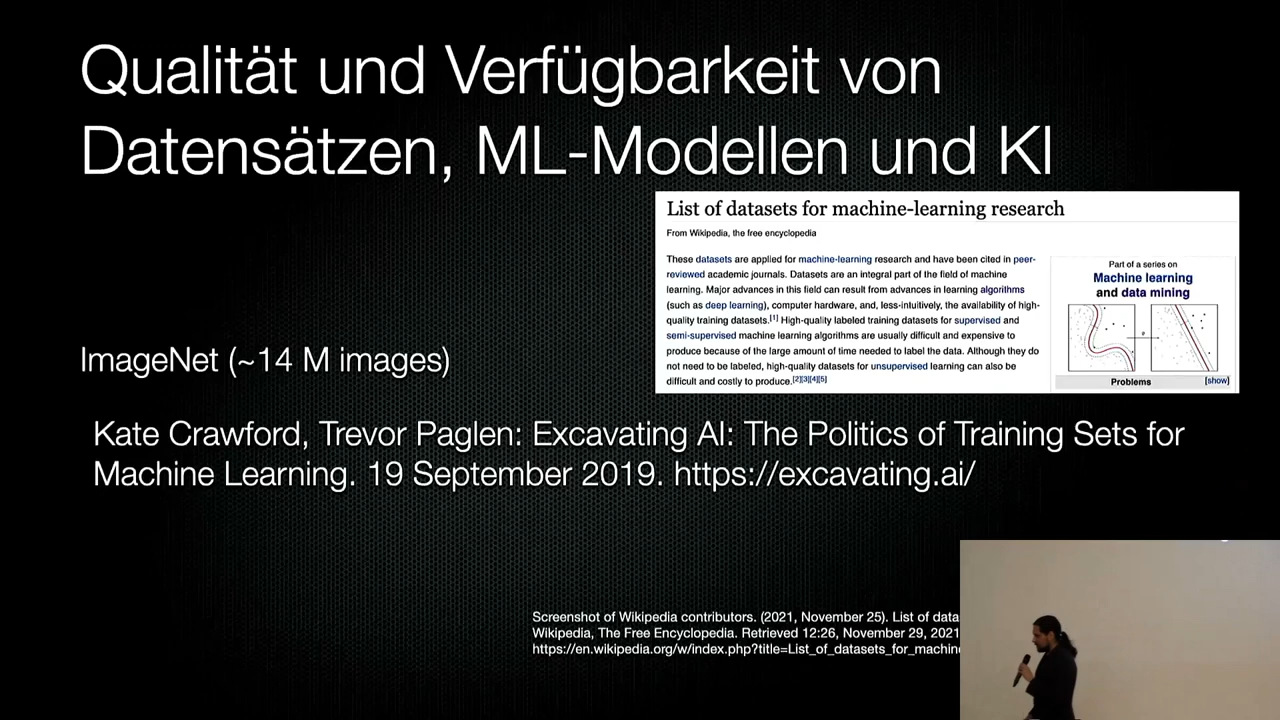 Qualität und Verfügbarkeit von
Datensätzen, ML-Modellen und KI
List of datasets for machine-learning research
From Wikipedia, the free encyclopedia
These datasets are applied for machine-learning research and have been cited in peer-
reviewed academic journals. Datasets are an integral part of the field of machine
learning. Major advances in this field can result from advances in learning algorithms
(such as deep learning), computer hardware, and, less-intuitively, the availability of high-
quality training datasets.[1] High-quality labeled training datasets for supervised and
semi-supervised machine learning algorithms are usually difficult and expensive to
produce because of the large amount of time needed to label the data. Although they do
not need to be labeled, high-quality datasets for unsupervised learning can also be
difficult and costly to produce.[2][3][4][5]
Part of a series on
Machine learning
and data mining
Problems [show]
ImageNet (~14 M images)
Kate Crawford, Trevor Paglen: Excavating AI: The Politics of Training Sets for
Machine Learning. 19 September 2019. https://excavating.ai/
Screenshot of Wikipedia contributors. (2021, November 25). List of data
Wikipedia, The Free Encyclopedia. Retrieved 12:26, November 29, 2021
https://en.wikipedia.org/w/index.php?title=List_of_datasets_for_machine